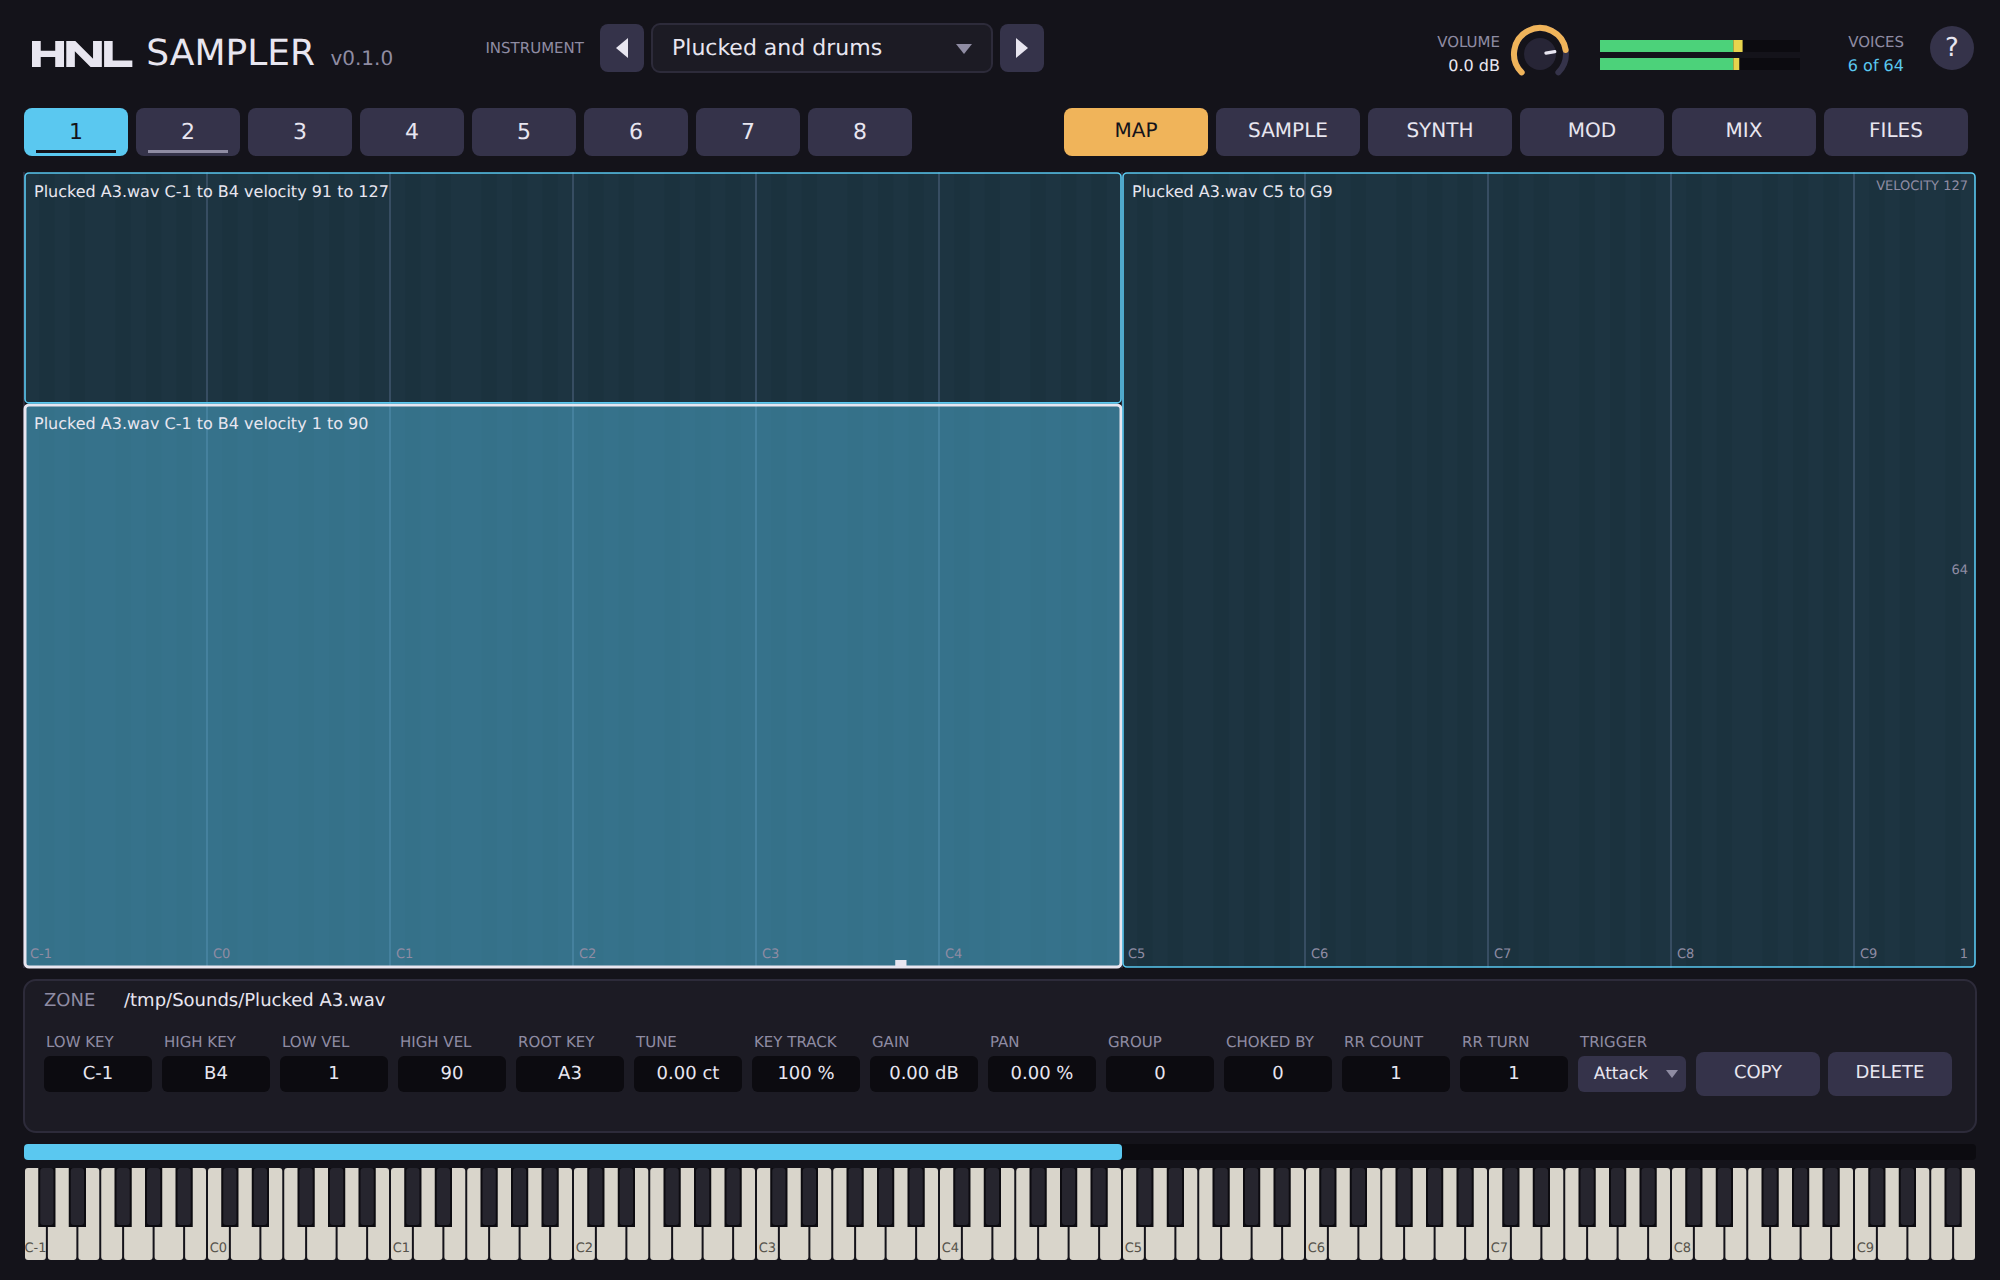 HNL SAMPLER v0.1.0
INSTRUMENT
Plucked and drums
VOLUME
0.0 dB
VOICES
6 of 64
?
1 2 3 4 5 6 7 8
MAP SAMPLE SYNTH MOD MIX FILES
Plucked A3.wav C-1 to B4 velocity 91 to 127
Plucked A3.wav C5 to G9
VELOCITY 127
Plucked A3.wav C-1 to B4 velocity 1 to 90
64
C-1 C0 C1 C2 C3 C4 C5 C6 C7 C8 C9 1
ZONE /tmp/Sounds/Plucked A3.wav
LOW KEY HIGH KEY LOW VEL HIGH VEL ROOT KEY TUNE KEY TRACK GAIN PAN GROUP CHOKED BY RR COUNT RR TURN TRIGGER
C-1 B4 1 90 A3 0.00 ct 100 % 0.00 dB 0.00 % 0 0 1 1 Attack COPY DELETE
C-1 C0 C1 C2 C3 C4 C5 C6 C7 C8 C9